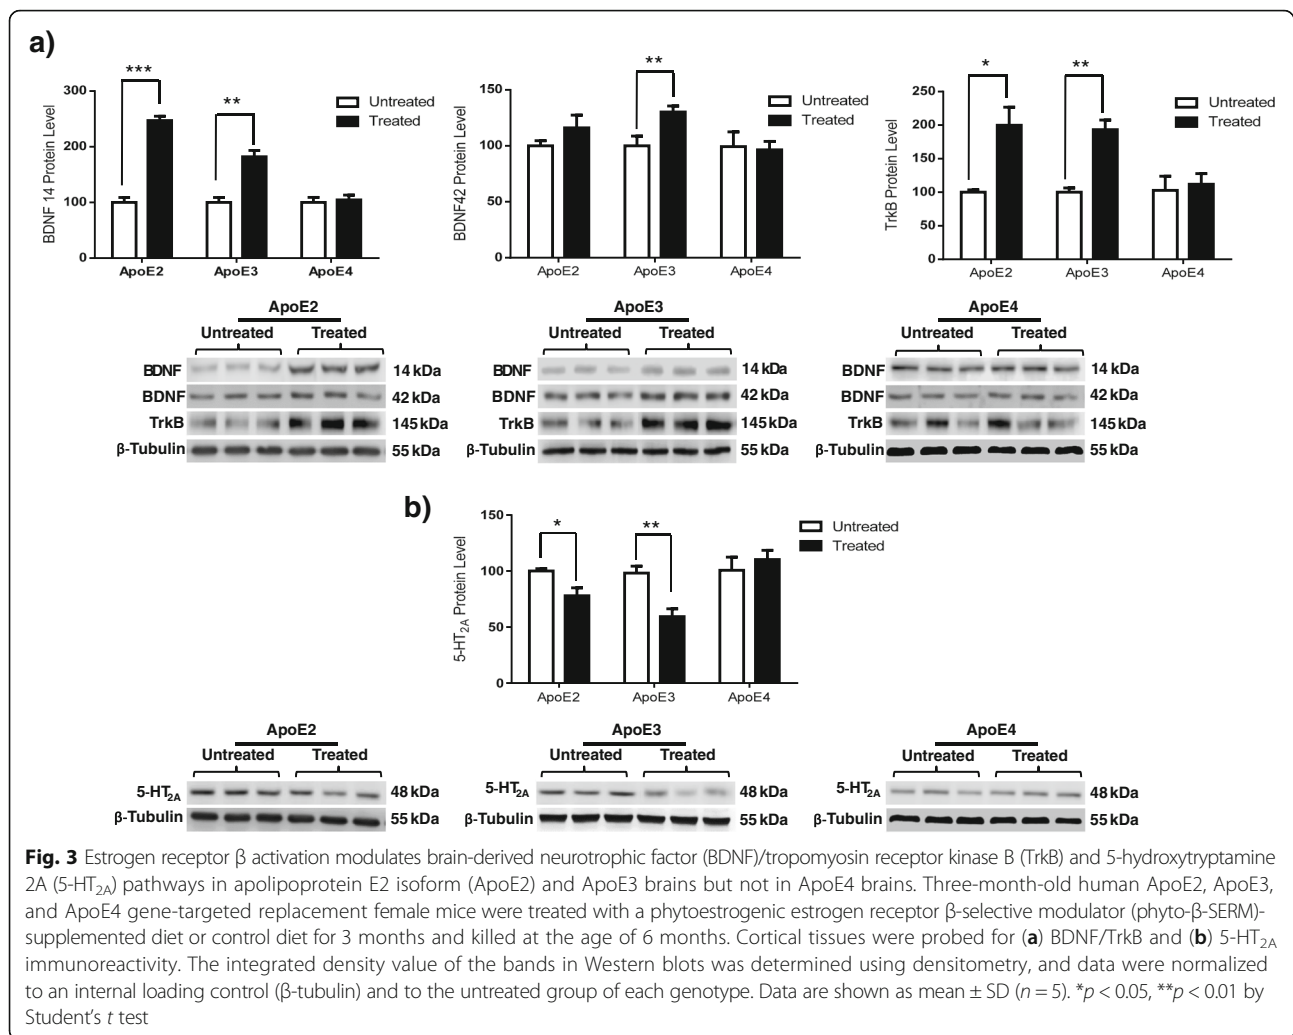 a)
***
**
300
200
100
0
BDNF 14 Protein Level
Untreated
Treated
ApoE2 ApoE3 ApoE4
**
150
100
50
0
BDNF42 Protein Level
Untreated
Treated
ApoE2 ApoE3 ApoE4
* **
250
200
150
100
50
0
TrkB Protein Level
Untreated
Treated
ApoE2 ApoE3 ApoE4
ApoE2
Untreated Treated
BDNF 14 kDa
BDNF 42 kDa
TrkB 145 kDa
β-Tubulin 55 kDa
ApoE3
Untreated Treated
BDNF 14 kDa
BDNF 42 kDa
TrkB 145 kDa
β-Tubulin 55 kDa
ApoE4
Untreated Treated
BDNF 14 kDa
BDNF 42 kDa
TrkB 145 kDa
β-Tubulin 55 kDa
b)
* **
150
100
50
0
5-HT2A Protein Level
Untreated
Treated
ApoE2 ApoE3 ApoE4
ApoE2
Untreated Treated
5-HT2A 48 kDa
β-Tubulin 55 kDa
ApoE3
Untreated Treated
5-HT2A 48 kDa
β-Tubulin 55 kDa
ApoE4
Untreated Treated
5-HT2A 48 kDa
β-Tubulin 55 kDa
Fig. 3 Estrogen receptor β activation modulates brain-derived neurotrophic factor (BDNF)/tropomyosin receptor kinase B (TrkB) and 5-hydroxytryptamine
2A (5-HT2A) pathways in apolipoprotein E2 isoform (ApoE2) and ApoE3 brains but not in ApoE4 brains. Three-month-old human ApoE2, ApoE3,
and ApoE4 gene-targeted replacement female mice were treated with a phytoestrogenic estrogen receptor β-selective modulator (phyto-β-SERM)-
supplemented diet or control diet for 3 months and killed at the age of 6 months. Cortical tissues were probed for (a) BDNF/TrkB and (b) 5-HT2A
immunoreactivity. The integrated density value of the bands in Western blots was determined using densitometry, and data were normalized
to an internal loading control (β-tubulin) and to the untreated group of each genotype. Data are shown as mean ± SD (n = 5). *p < 0.05, **p < 0.01 by
Student's t test